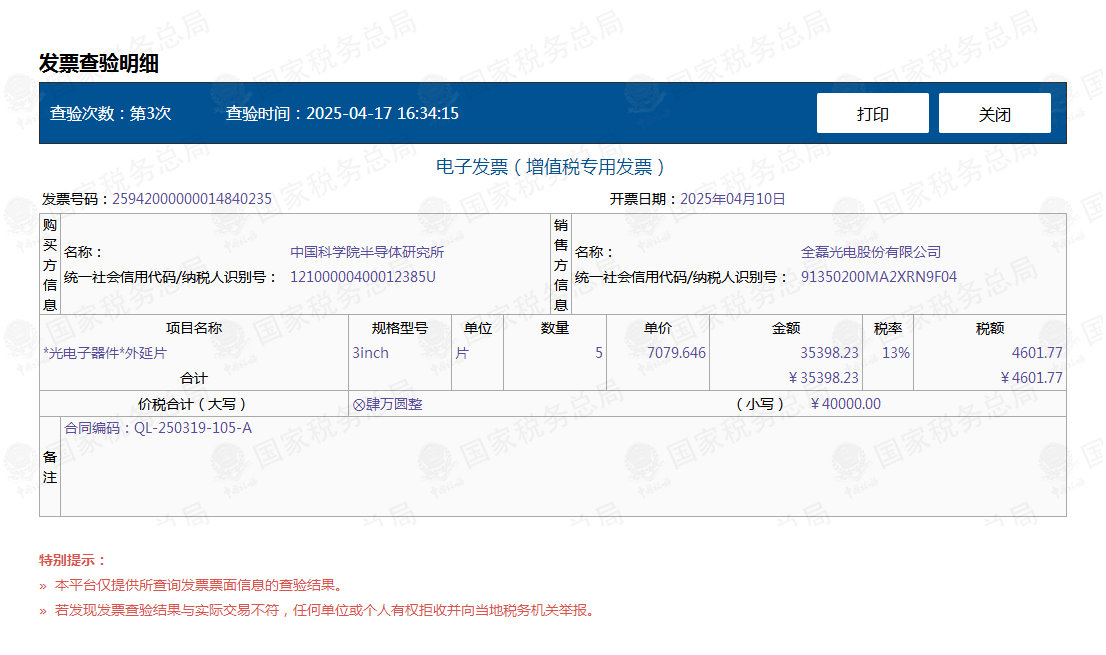 发票查验明细
查验次数：第3次 查验时间：2025-04-17 16:34:15 打印 关闭
电子发票（增值税专用发票）
发票号码：25942000000014840235 开票日期：2025年04月10日
购买方信息 名称： 中国科学院半导体研究所 销售方信息 名称： 全磊光电股份有限公司
统一社会信用代码/纳税人识别号： 12100000400012385U 统一社会信用代码/纳税人识别号： 91350200MA2XRN9F04
项目名称 规格型号 单位 数量 单价 金额 税率 税额
*光电子器件*外延片 3inch 片 5 7079.646 35398.23 13% 4601.77
合计 ￥35398.23 ￥4601.77
价税合计（大写） ⊗肆万圆整 （小写） ￥40000.00
备注 合同编码：QL-250319-105-A
特别提示：
» 本平台仅提供所查询发票票面信息的查验结果。
» 若发现发票查验结果与实际交易不符，任何单位或个人有权拒收并向当地税务机关举报。
国家税务总局